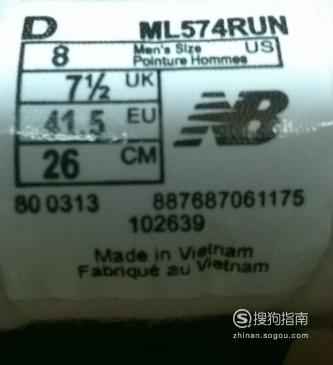 D ML574RUN
8 Men's Size US
Pointure Hommes
7½ UK
41.5 EU
26 CM
NB
80 0313 887687061175
102639
Made in Vietnam
Fabriqué au Vietnam
搜狗指南
zhinan.sogou.com